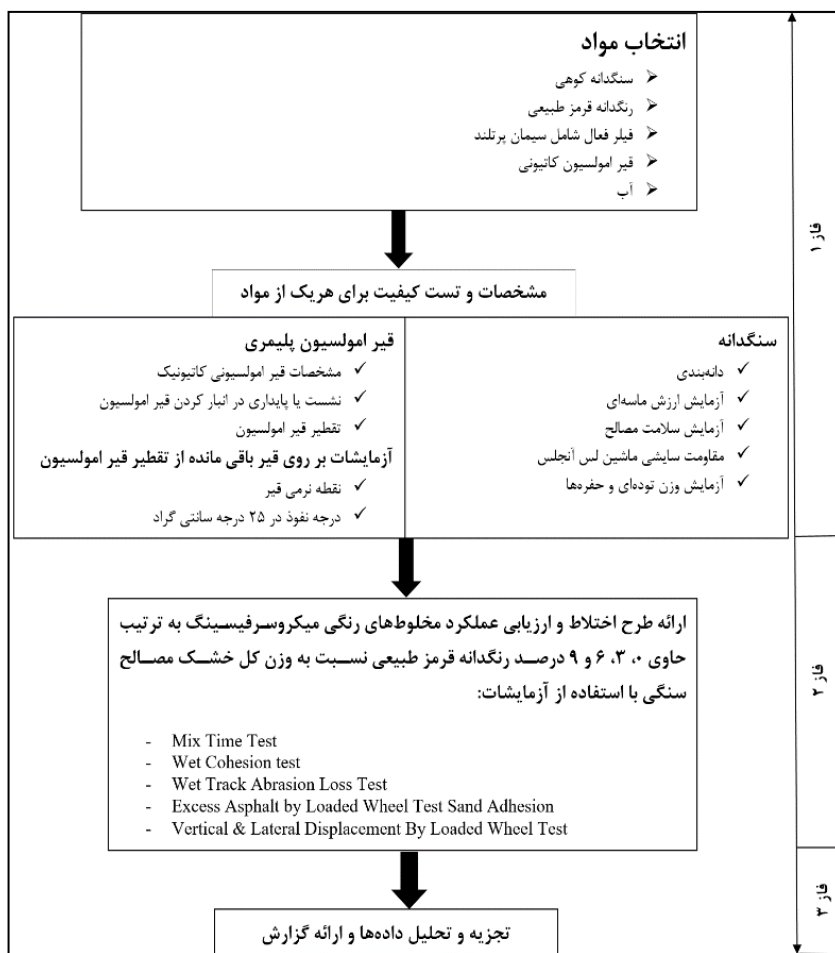 انتخاب مواد
⮚ سنگدانه کوهی
⮚ رنگدانه قرمز طبیعی
⮚ فیلر فعال شامل سیمان پرتلند
⮚ قیر امولسیون کاتیونی
⮚ آب
فاز ۱
مشخصات و تست کیفیت برای هریک از مواد
سنگدانه
✓ دانه‌بندی
✓ آزمایش ارزش ماسه‌ای
✓ آزمایش سلامت مصالح
✓ مقاومت سایشی ماشین لس آنجلس
✓ آزمایش وزن توده‌ای و حفره‌ها
قیر امولسیون پلیمری
✓ مشخصات قیر امولسیونی کاتیونیک
✓ نشست یا پایداری در انبار کردن قیر امولسیون
✓ تقطیر قیر امولسیون
آزمایشات بر روی قیر باقی مانده از تقطیر قیر امولسیون
✓ نقطه نرمی قیر
✓ درجه نفوذ در ۲۵ درجه سانتی گراد
ارائه طرح اختلاط و ارزیابی عملکرد مخلوط‌های رنگی میکروسرفیسینگ به ترتیب
حاوی ۰، ۳، ۶ و ۹ درصد رنگدانه قرمز طبیعی نسبت به وزن کل خشک مصالح
سنگی با استفاده از آزمایشات:
- Mix Time Test
- Wet Cohesion test
- Wet Track Abrasion Loss Test
- Excess Asphalt by Loaded Wheel Test Sand Adhesion
- Vertical & Lateral Displacement By Loaded Wheel Test
فاز ۲
تجزیه و تحلیل داده‌ها و ارائه گزارش
فاز ۳